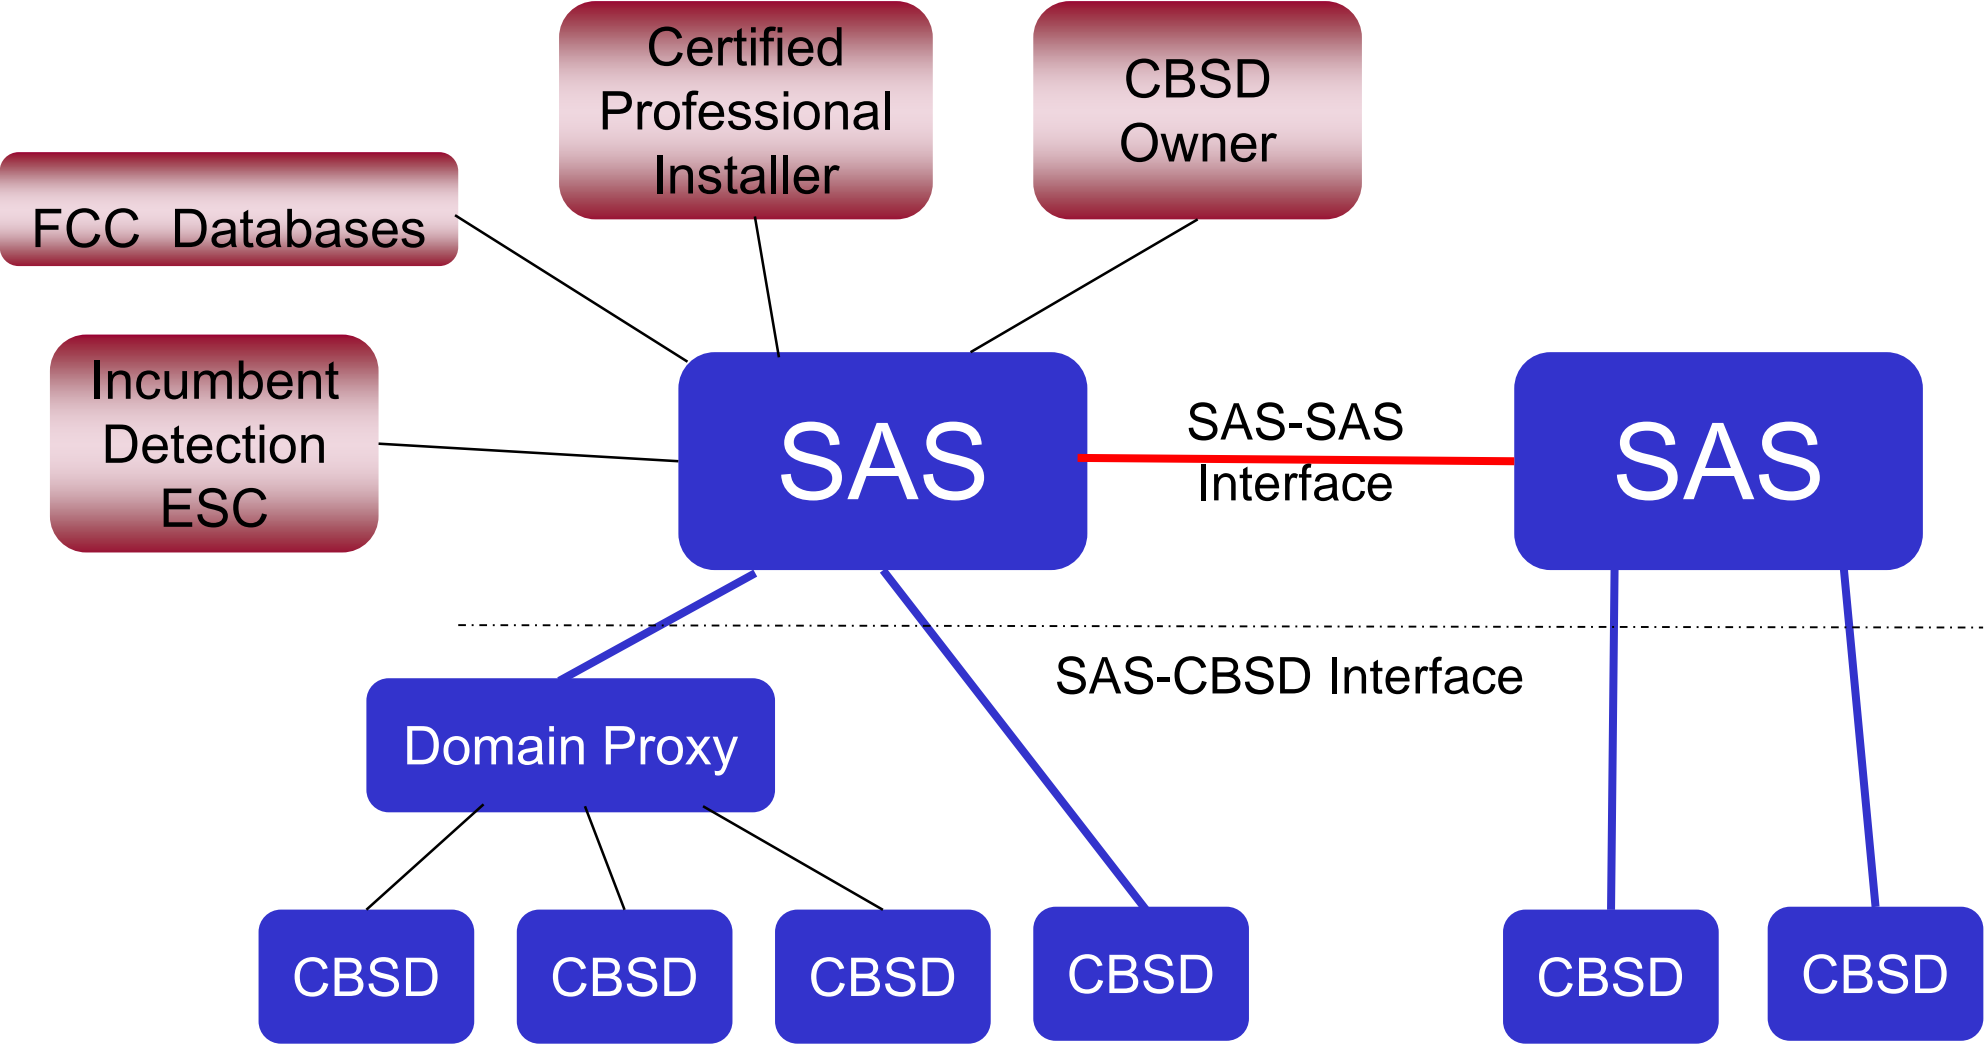 Certified
Professional
Installer
CBSD
Owner
FCC  Databases
Incumbent
Detection
ESC
SAS
SAS-SAS
Interface
SAS
SAS-CBSD Interface
Domain Proxy
CBSD
CBSD
CBSD
CBSD
CBSD
CBSD